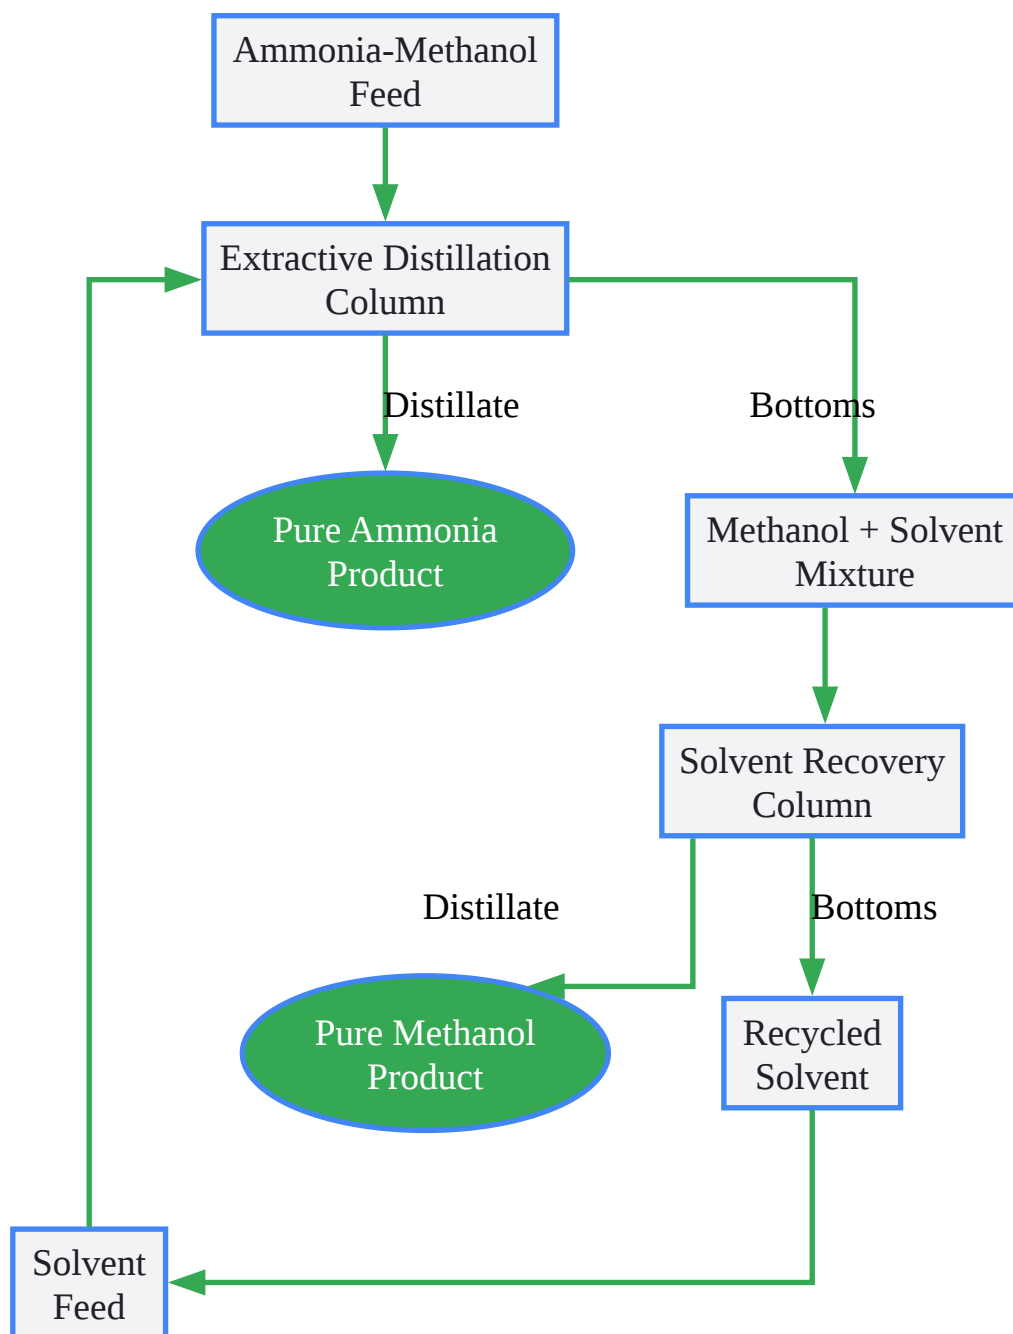 Ammonia-Methanol
Feed
Extractive Distillation
Column
Distillate
Bottoms
Pure Ammonia
Product
Methanol + Solvent
Mixture
Solvent Recovery
Column
Distillate
Bottoms
Pure Methanol
Product
Recycled
Solvent
Solvent
Feed